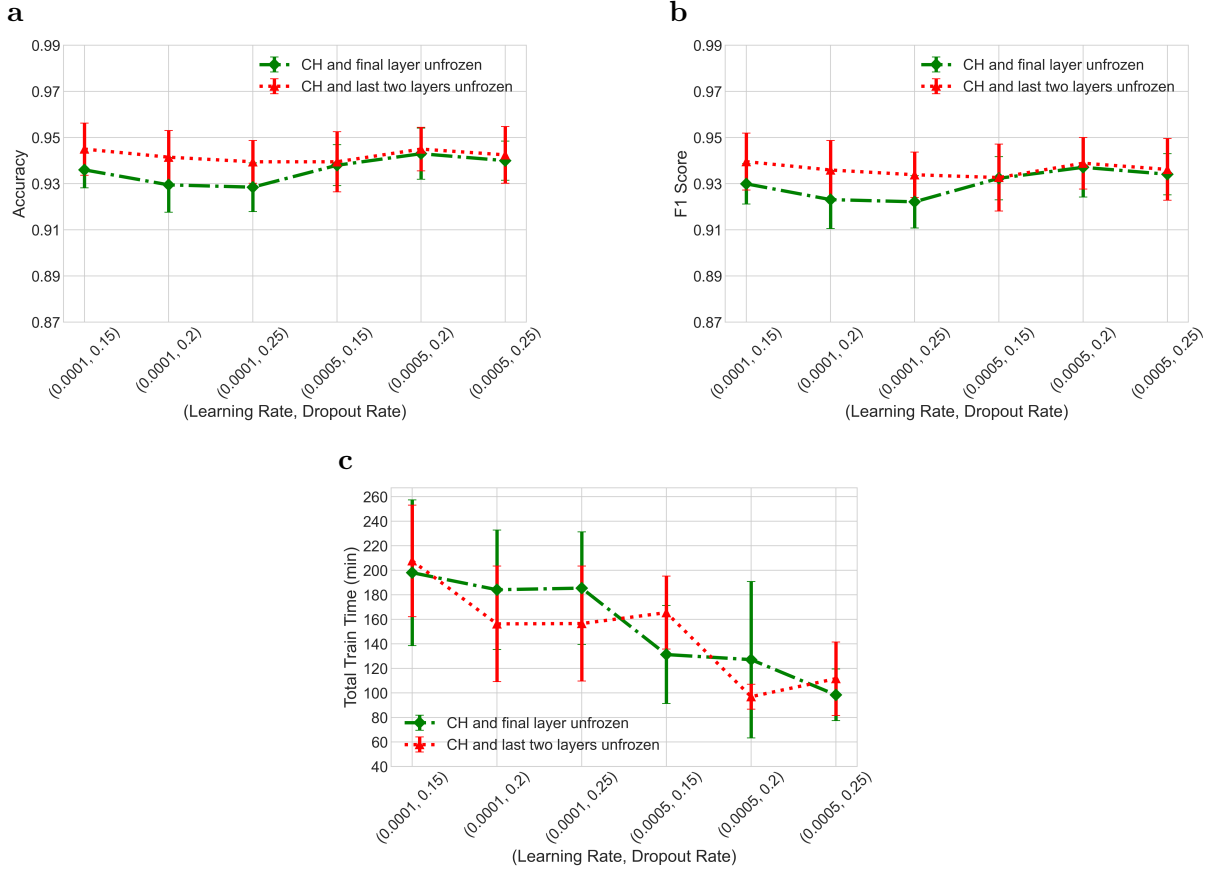 a
0.99
0.97
0.95
0.93
0.91
0.89
0.87
Accuracy
CH and final layer unfrozen
CH and last two layers unfrozen
(0.0001, 0.15)
(0.0001, 0.2)
(0.0001, 0.25)
(0.0005, 0.15)
(0.0005, 0.2)
(0.0005, 0.25)
(Learning Rate, Dropout Rate)
b
0.99
0.97
0.95
0.93
0.91
0.89
0.87
F1 Score
CH and final layer unfrozen
CH and last two layers unfrozen
(0.0001, 0.15)
(0.0001, 0.2)
(0.0001, 0.25)
(0.0005, 0.15)
(0.0005, 0.2)
(0.0005, 0.25)
(Learning Rate, Dropout Rate)
c
260
240
220
200
180
160
140
120
100
80
60
40
Total Train Time (min)
CH and final layer unfrozen
CH and last two layers unfrozen
(0.0001, 0.15)
(0.0001, 0.2)
(0.0001, 0.25)
(0.0005, 0.15)
(0.0005, 0.2)
(0.0005, 0.25)
(Learning Rate, Dropout Rate)